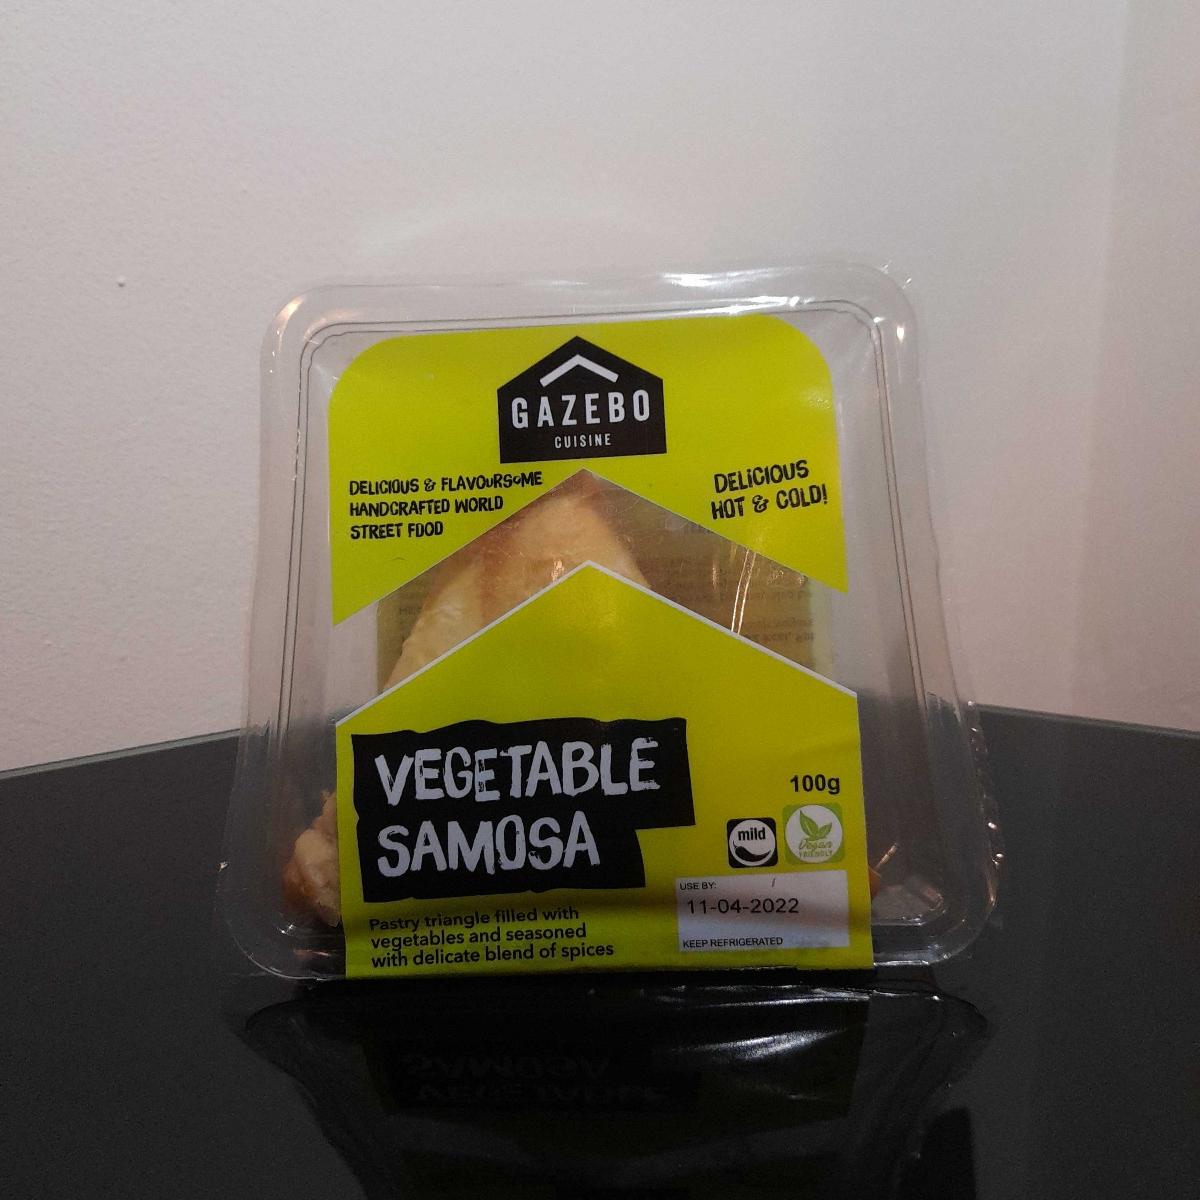 GAZEBO
CUISINE
DELICIOUS & FLAVOURSOME
HANDCRAFTED WORLD
STREET FOOD
DELICIOUS
HOT & COLD!
VEGETABLE
SAMOSA
Pastry triangle filled with
vegetables and seasoned
with delicate blend of spices
100g
mild
Vegan
FRIENDLY
USE BY:
11-04-2022
KEEP REFRIGERATED